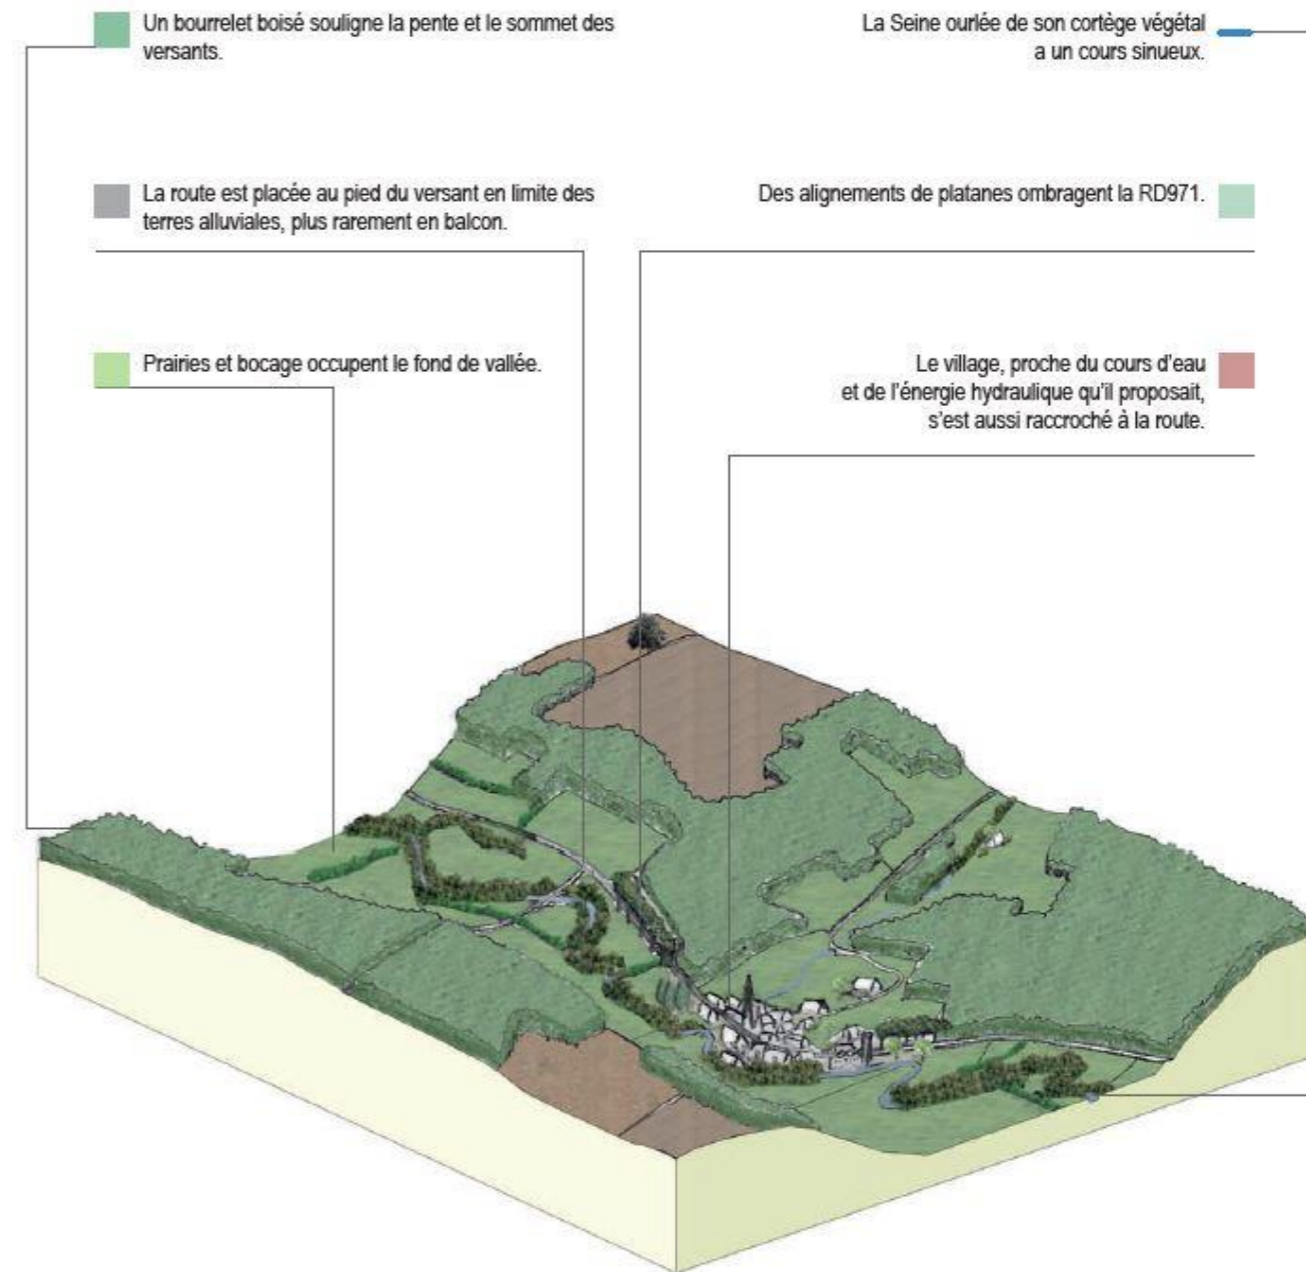 Un bourrelet boisé souligne la pente et le sommet des
versants.
La Seine ourlée de son cortège végétal
a un cours sinueux.
La route est placée au pied du versant en limite des
terres alluviales, plus rarement en balcon.
Des alignements de platanes ombragent la RD971.
Prairies et bocage occupent le fond de vallée.
Le village, proche du cours d'eau
et de l'énergie hydraulique qu'il proposait,
s'est aussi raccroché à la route.